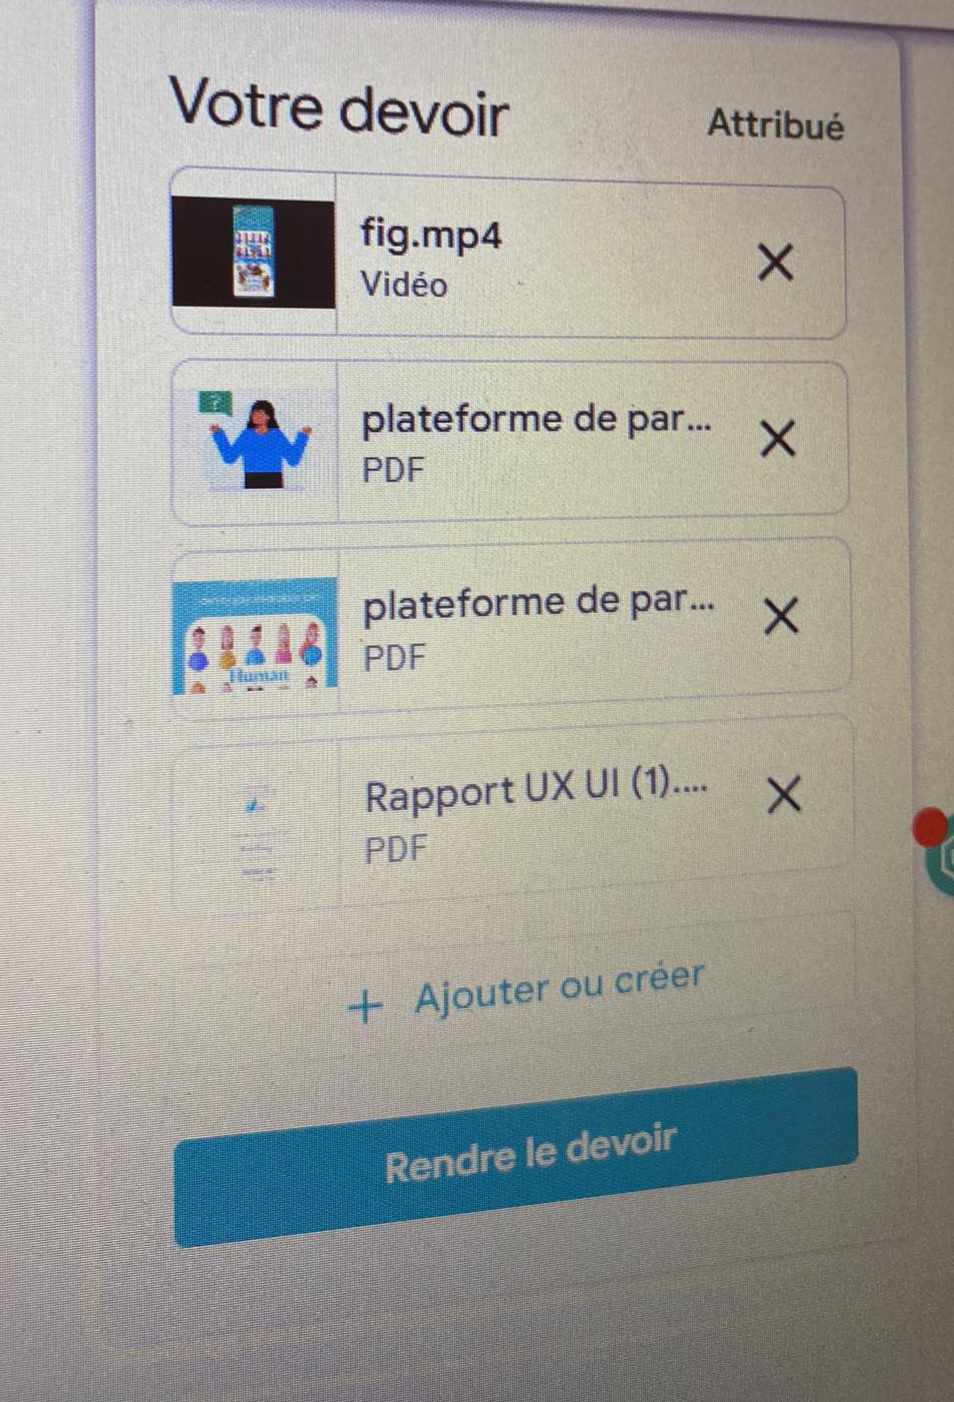 Votre devoir
Attribué
fig.mp4
Vidéo
?
plateforme de par...
PDF
plateforme de par...
PDF
Human
Rapport UX UI (1)....
PDF
+ Ajouter ou créer
Rendre le devoir